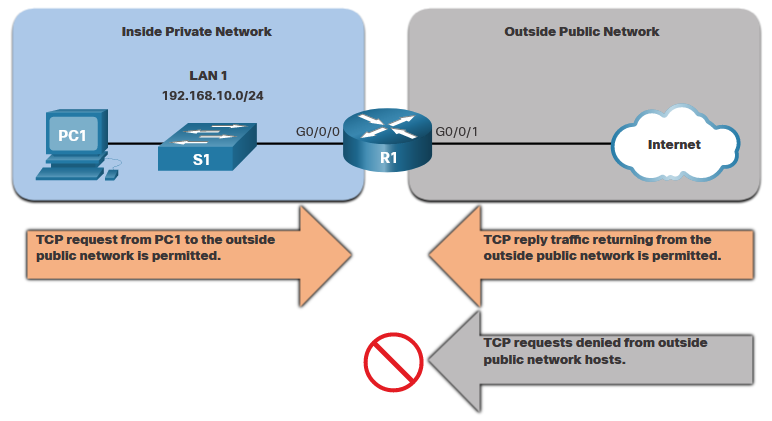 Inside Private Network
Outside Public Network
LAN 1
192.168.10.0/24
PC1
S1
G0/0/0
R1
G0/0/1
Internet
TCP request from PC1 to the outside
public network is permitted.
TCP reply traffic returning from the
outside public network is permitted.
TCP requests denied from outside
public network hosts.